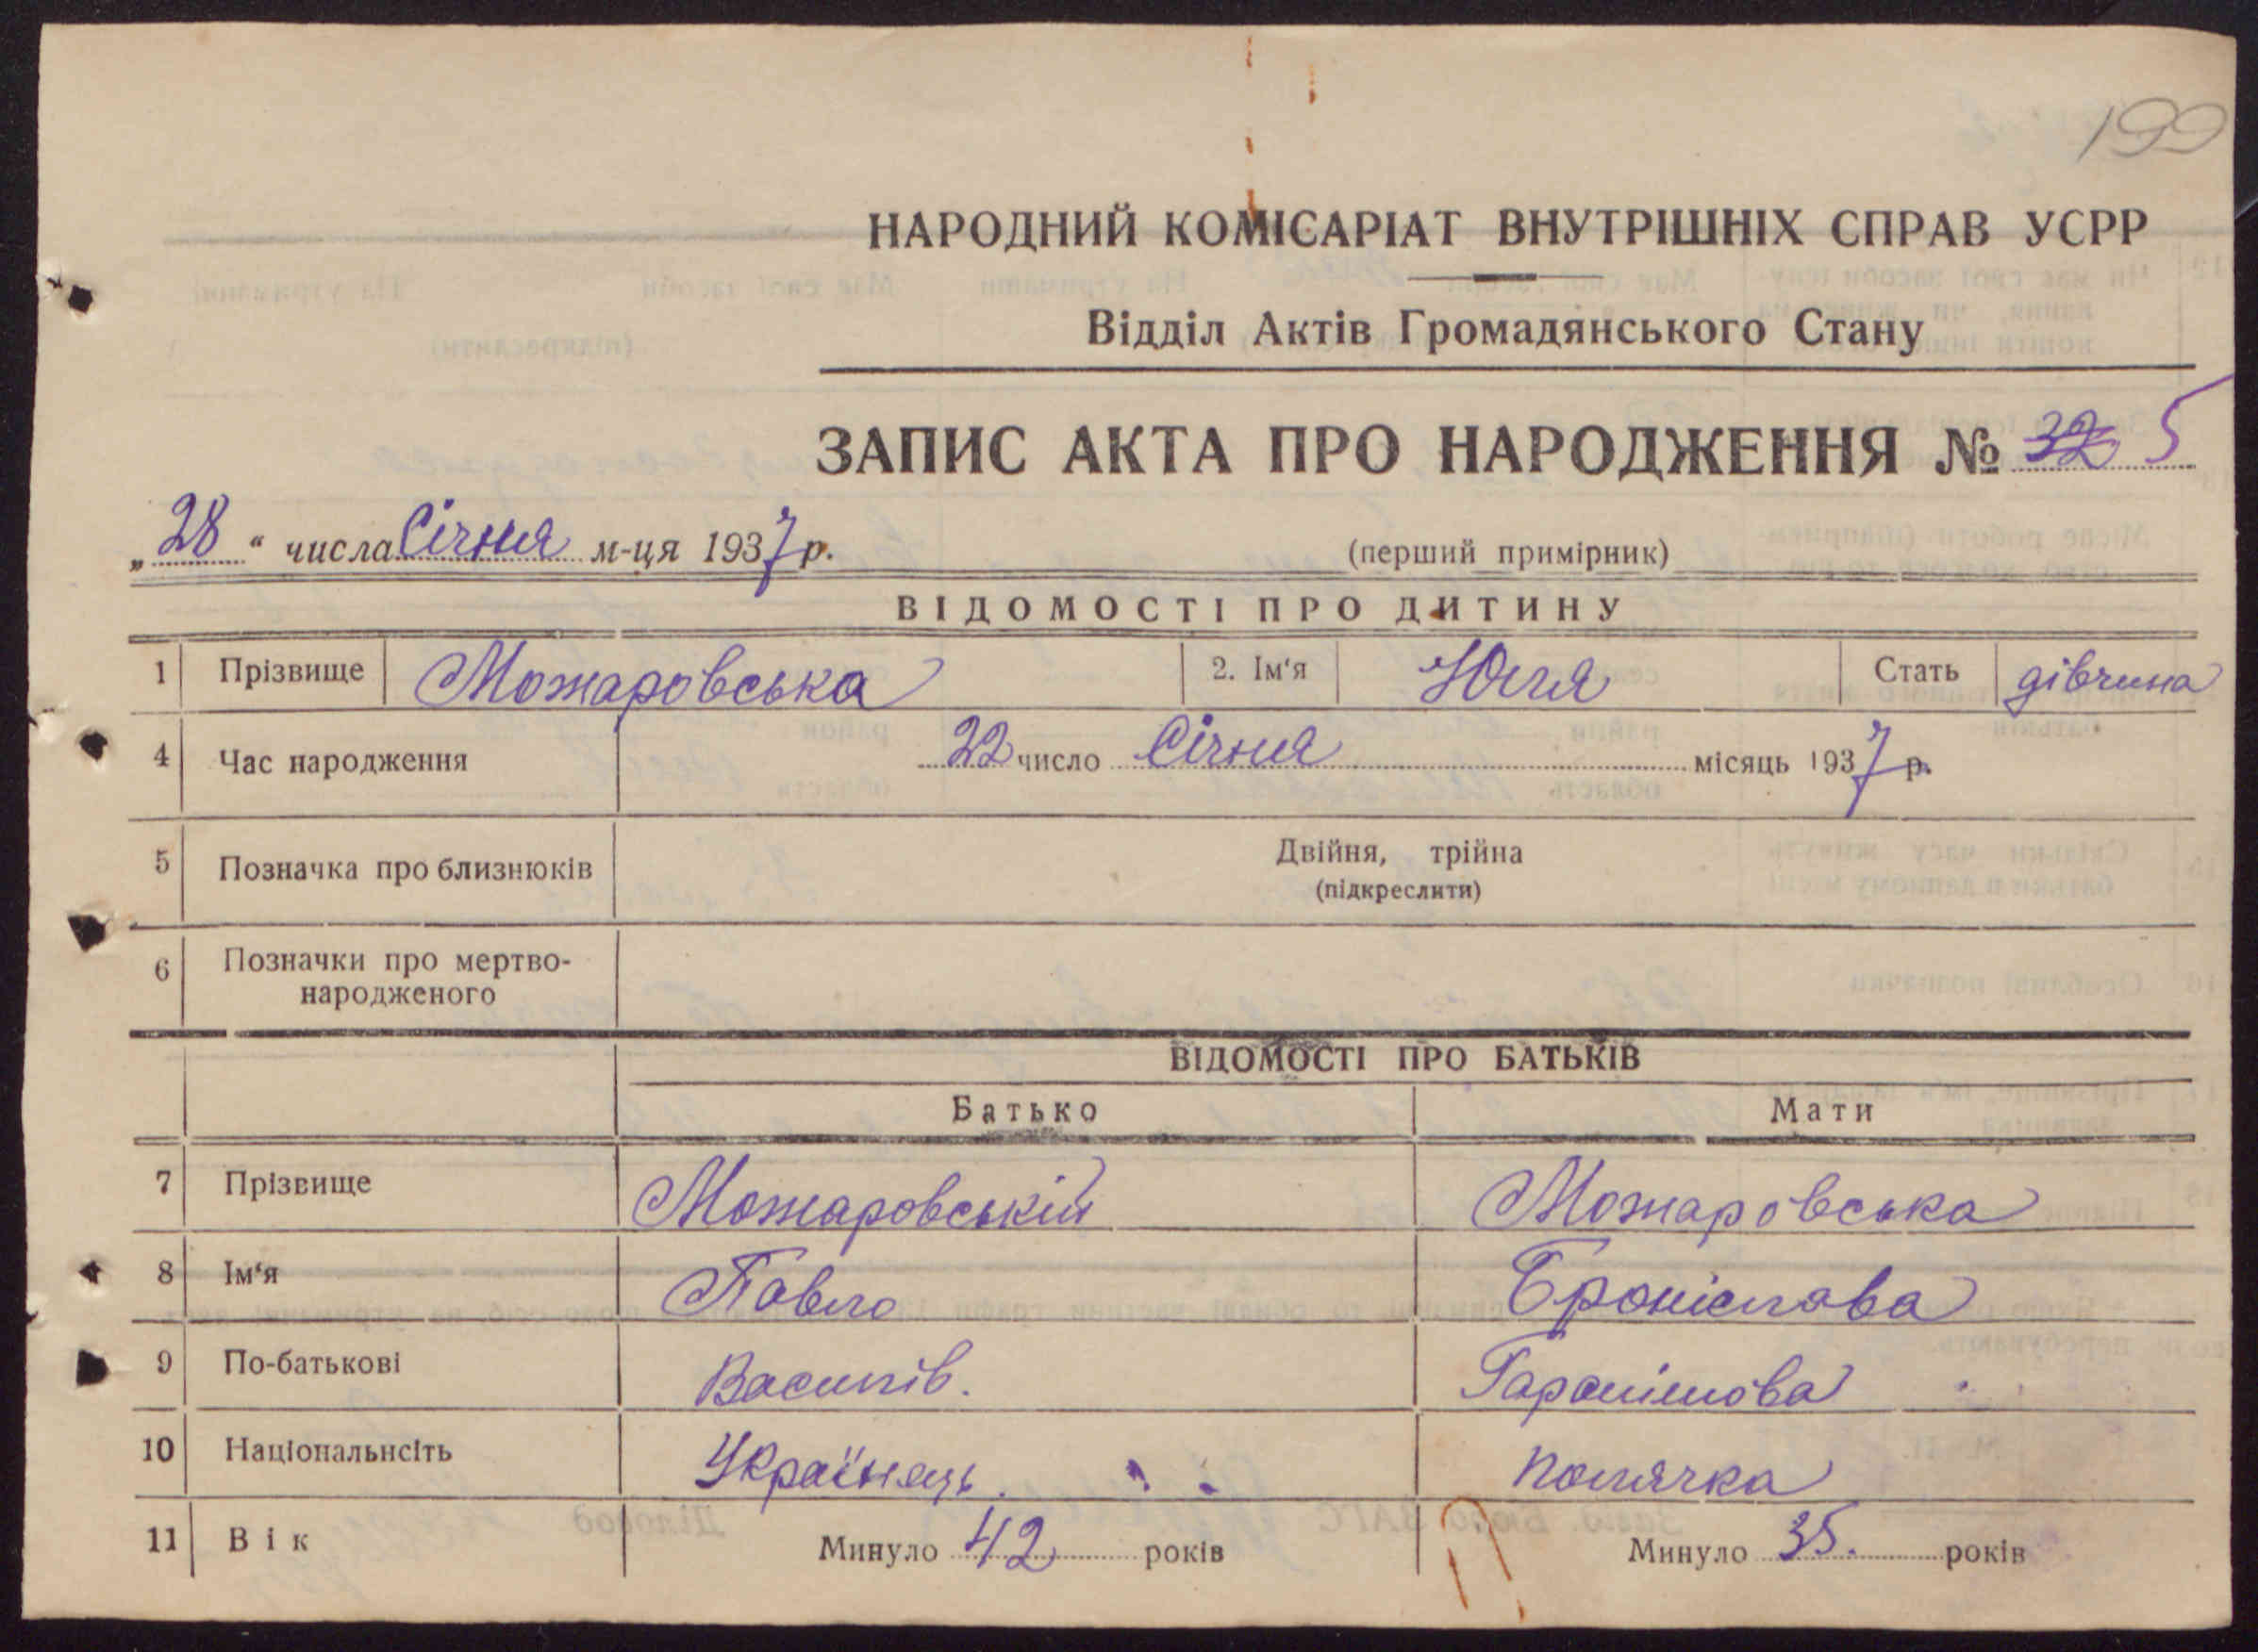 199
НАРОДНИЙ КОМІСАРІАТ ВНУТРІШНІХ СПРАВ УСРР
Відділ Актів Громадянського Стану
ЗАПИС АКТА ПРО НАРОДЖЕННЯ № 32 5
„28“ числа Січня м-ця 1937 р. (перший примірник)
ВІДОМОСТІ ПРО ДИТИНУ
1 Прізвище Можаровська 2. Ім'я Юля Стать дівчина
4 Час народження 22 число Січня місяць 1937 р.
5 Позначка про близнюків Двійня, трійна
(підкреслити)
6 Позначки про мертво-
народженого
ВІДОМОСТІ ПРО БАТЬКІВ
Батько Мати
7 Прізвище Можаровській Можаровська
8 Ім'я Павло Броніслава
9 По-батькові Василів.
10 Національнсіть Українець. полячка
11 Вік Минуло 42 років Минуло 35. років